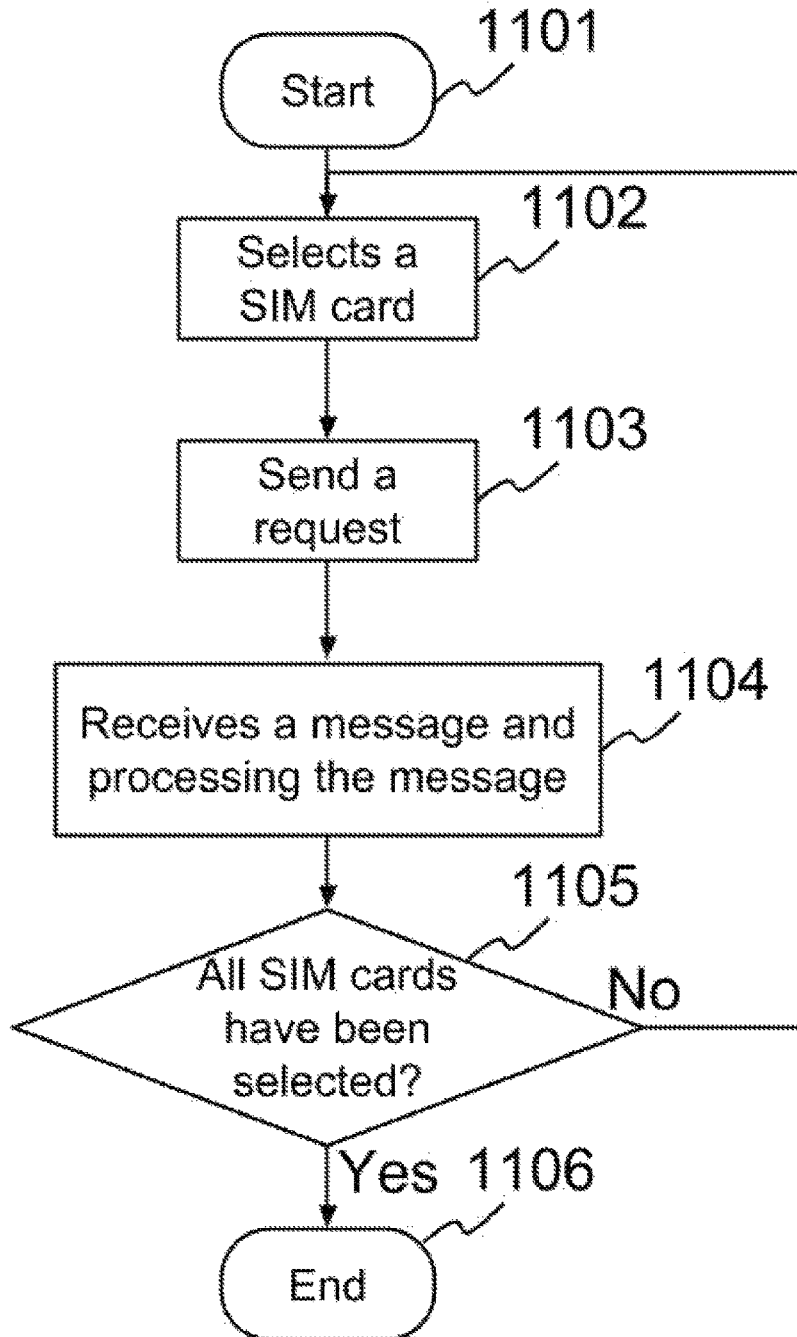 1101
Start
1102
Selects a
SIM card
1103
Send a
request
1104
Receives a message and
processing the message
1105
All SIM cards
have been
selected?
No
Yes 1106
End